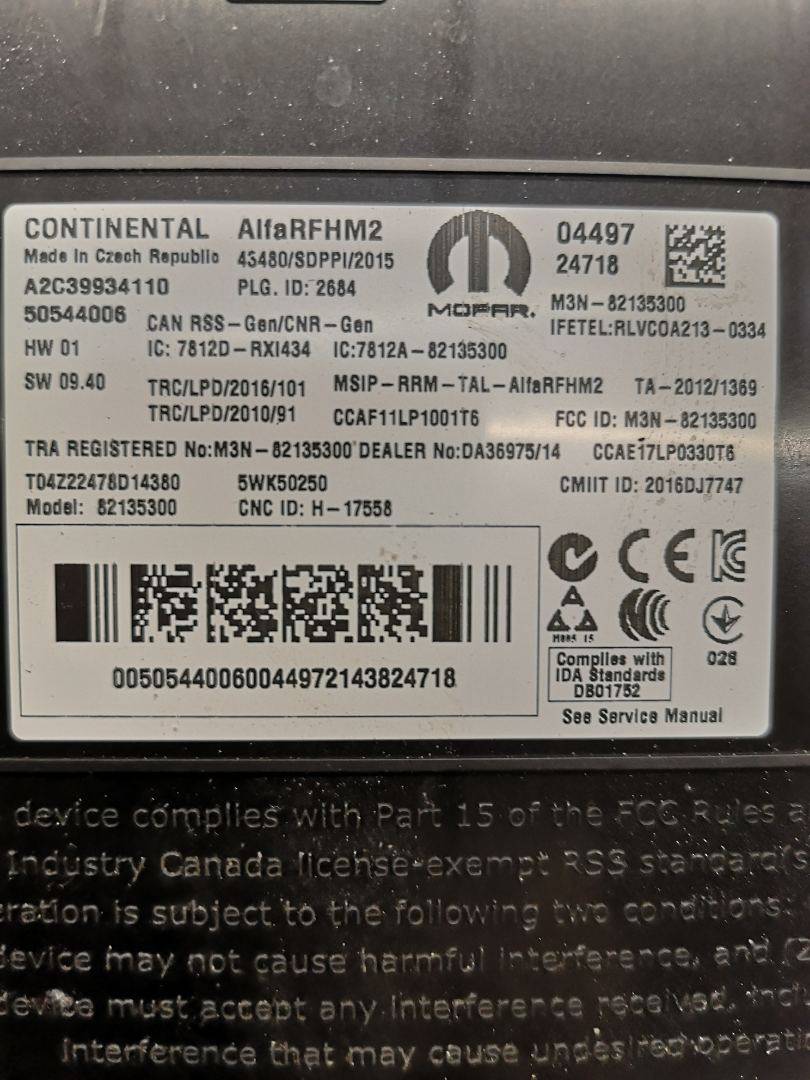 CONTINENTAL AlfaRFHM2
Made in Czech Republic 43480/SDPPI/2015
A2C39934110 PLG. ID: 2684
MOPAR.
04497
24718
M3N-82135300
IFETEL:RLVCOA213-0334
50544006 CAN RSS-Gen/CNR-Gen
HW 01 IC: 7812D-RXI434 IC:7812A-82135300
SW 09.40 TRC/LPD/2016/101 MSIP-RRM-TAL-AlfaRFHM2 TA-2012/1369
TRC/LPD/2010/91 CCAF11LP1001T6 FCC ID: M3N-82135300
TRA REGISTERED No:M3N-82135300 DEALER No:DA36975/14 CCAE17LP0330T6
T04Z22478D14380 5WK50250 CMIIT ID: 2016DJ7747
Model: 82135300 CNC ID: H-17558
CE
028
00505440060044972143824718
Complies with
IDA Standards
DB01752
See Service Manual
device complies with Part 15 of the FCC Rules a
Industry Canada license-exempt RSS standard(s
eration is subject to the following two conditions:
device may not cause harmful interference, and (2
device must accept any interference received, incl
interference that may cause undesired operati